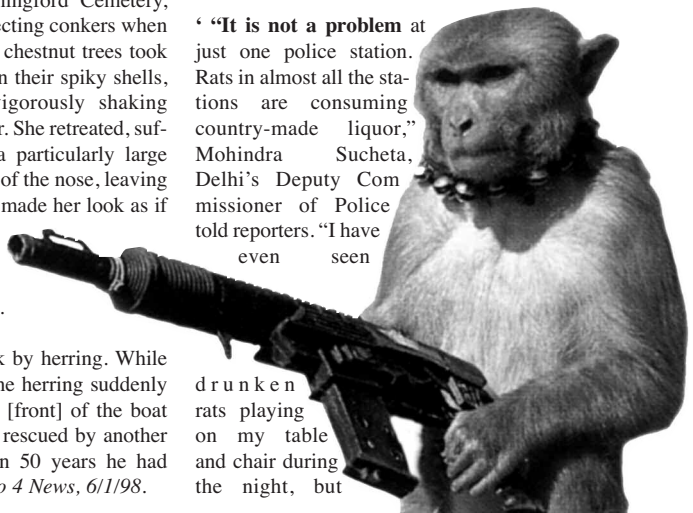 ingford Cemetery,
ecting conkers when
chestnut trees took
n their spiky shells,
vigorously shaking
r. She retreated, suf-
a particularly large
of the nose, leaving
made her look as if
.
k by herring. While
he herring suddenly
[front] of the boat
rescued by another
n 50 years he had
o 4 News, 6/1/98.
‘ “It is not a problem at
just one police station.
Rats in almost all the sta-
tions are consuming
country-made liquor,”
Mohindra Sucheta,
Delhi’s Deputy Com
missioner of Police
told reporters. “I have
even seen
drunken
rats playing
on my table
and chair during
the night, but